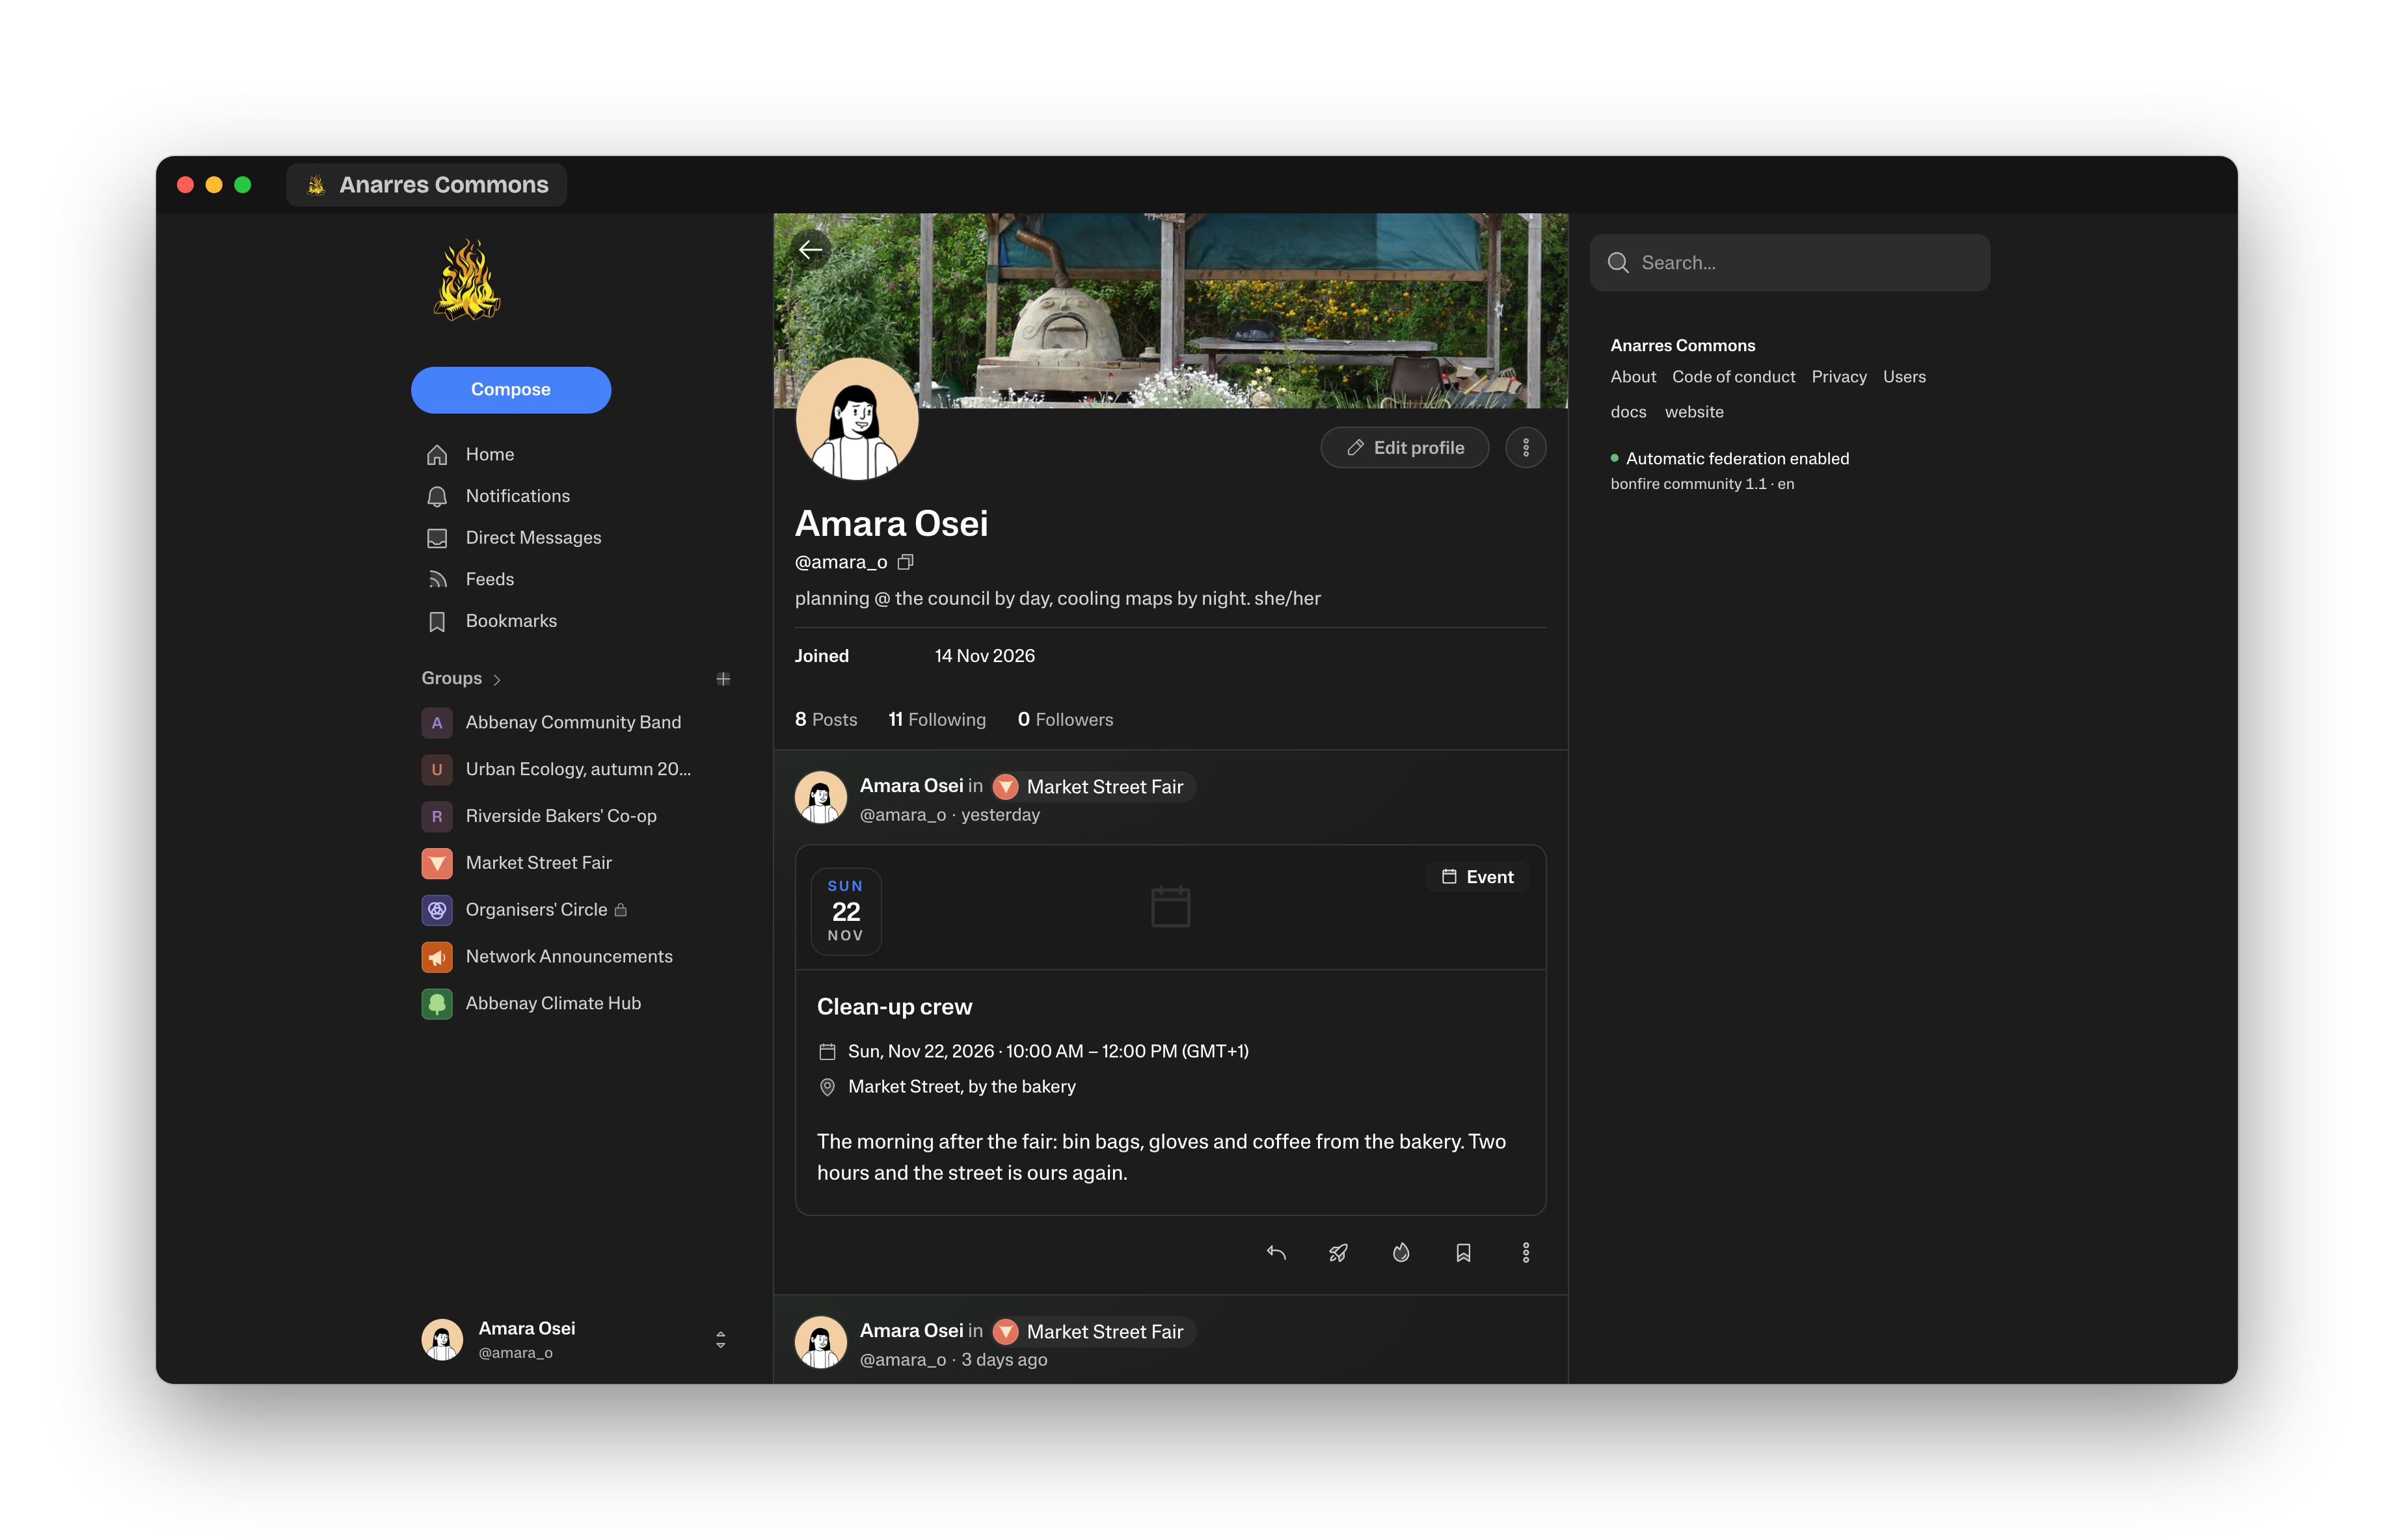 Anarres Commons
Compose
Home
Notifications
Direct Messages
Feeds
Bookmarks
Groups
A Abbenay Community Band
U Urban Ecology, autumn 20...
R Riverside Bakers' Co-op
Market Street Fair
Organisers' Circle
Network Announcements
Abbenay Climate Hub
Amara Osei
@amara_o
Edit profile
Amara Osei
@amara_o
planning @ the council by day, cooling maps by night. she/her
Joined 14 Nov 2026
8 Posts 11 Following 0 Followers
Amara Osei in Market Street Fair
@amara_o · yesterday
SUN
22
NOV
Event
Clean-up crew
Sun, Nov 22, 2026 · 10:00 AM – 12:00 PM (GMT+1)
Market Street, by the bakery
The morning after the fair: bin bags, gloves and coffee from the bakery. Two
hours and the street is ours again.
Amara Osei in Market Street Fair
@amara_o · 3 days ago
Search...
Anarres Commons
About Code of conduct Privacy Users
docs website
Automatic federation enabled
bonfire community 1.1 · en